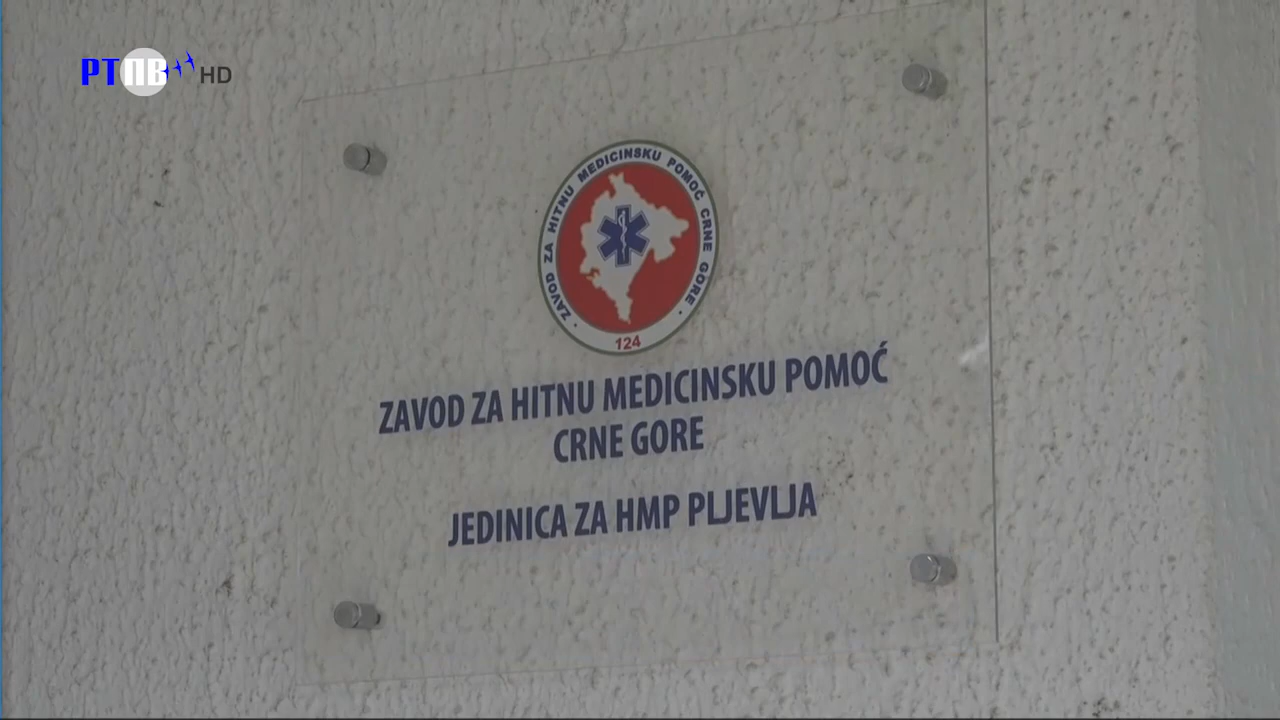 РТПВ HD
· ZAVOD ZA HITNU MEDICINSKU POMOĆ CRNE GORE ·
124
ZAVOD ZA HITNU MEDICINSKU POMOĆ
CRNE GORE
JEDINICA ZA HMP PLJEVLJA